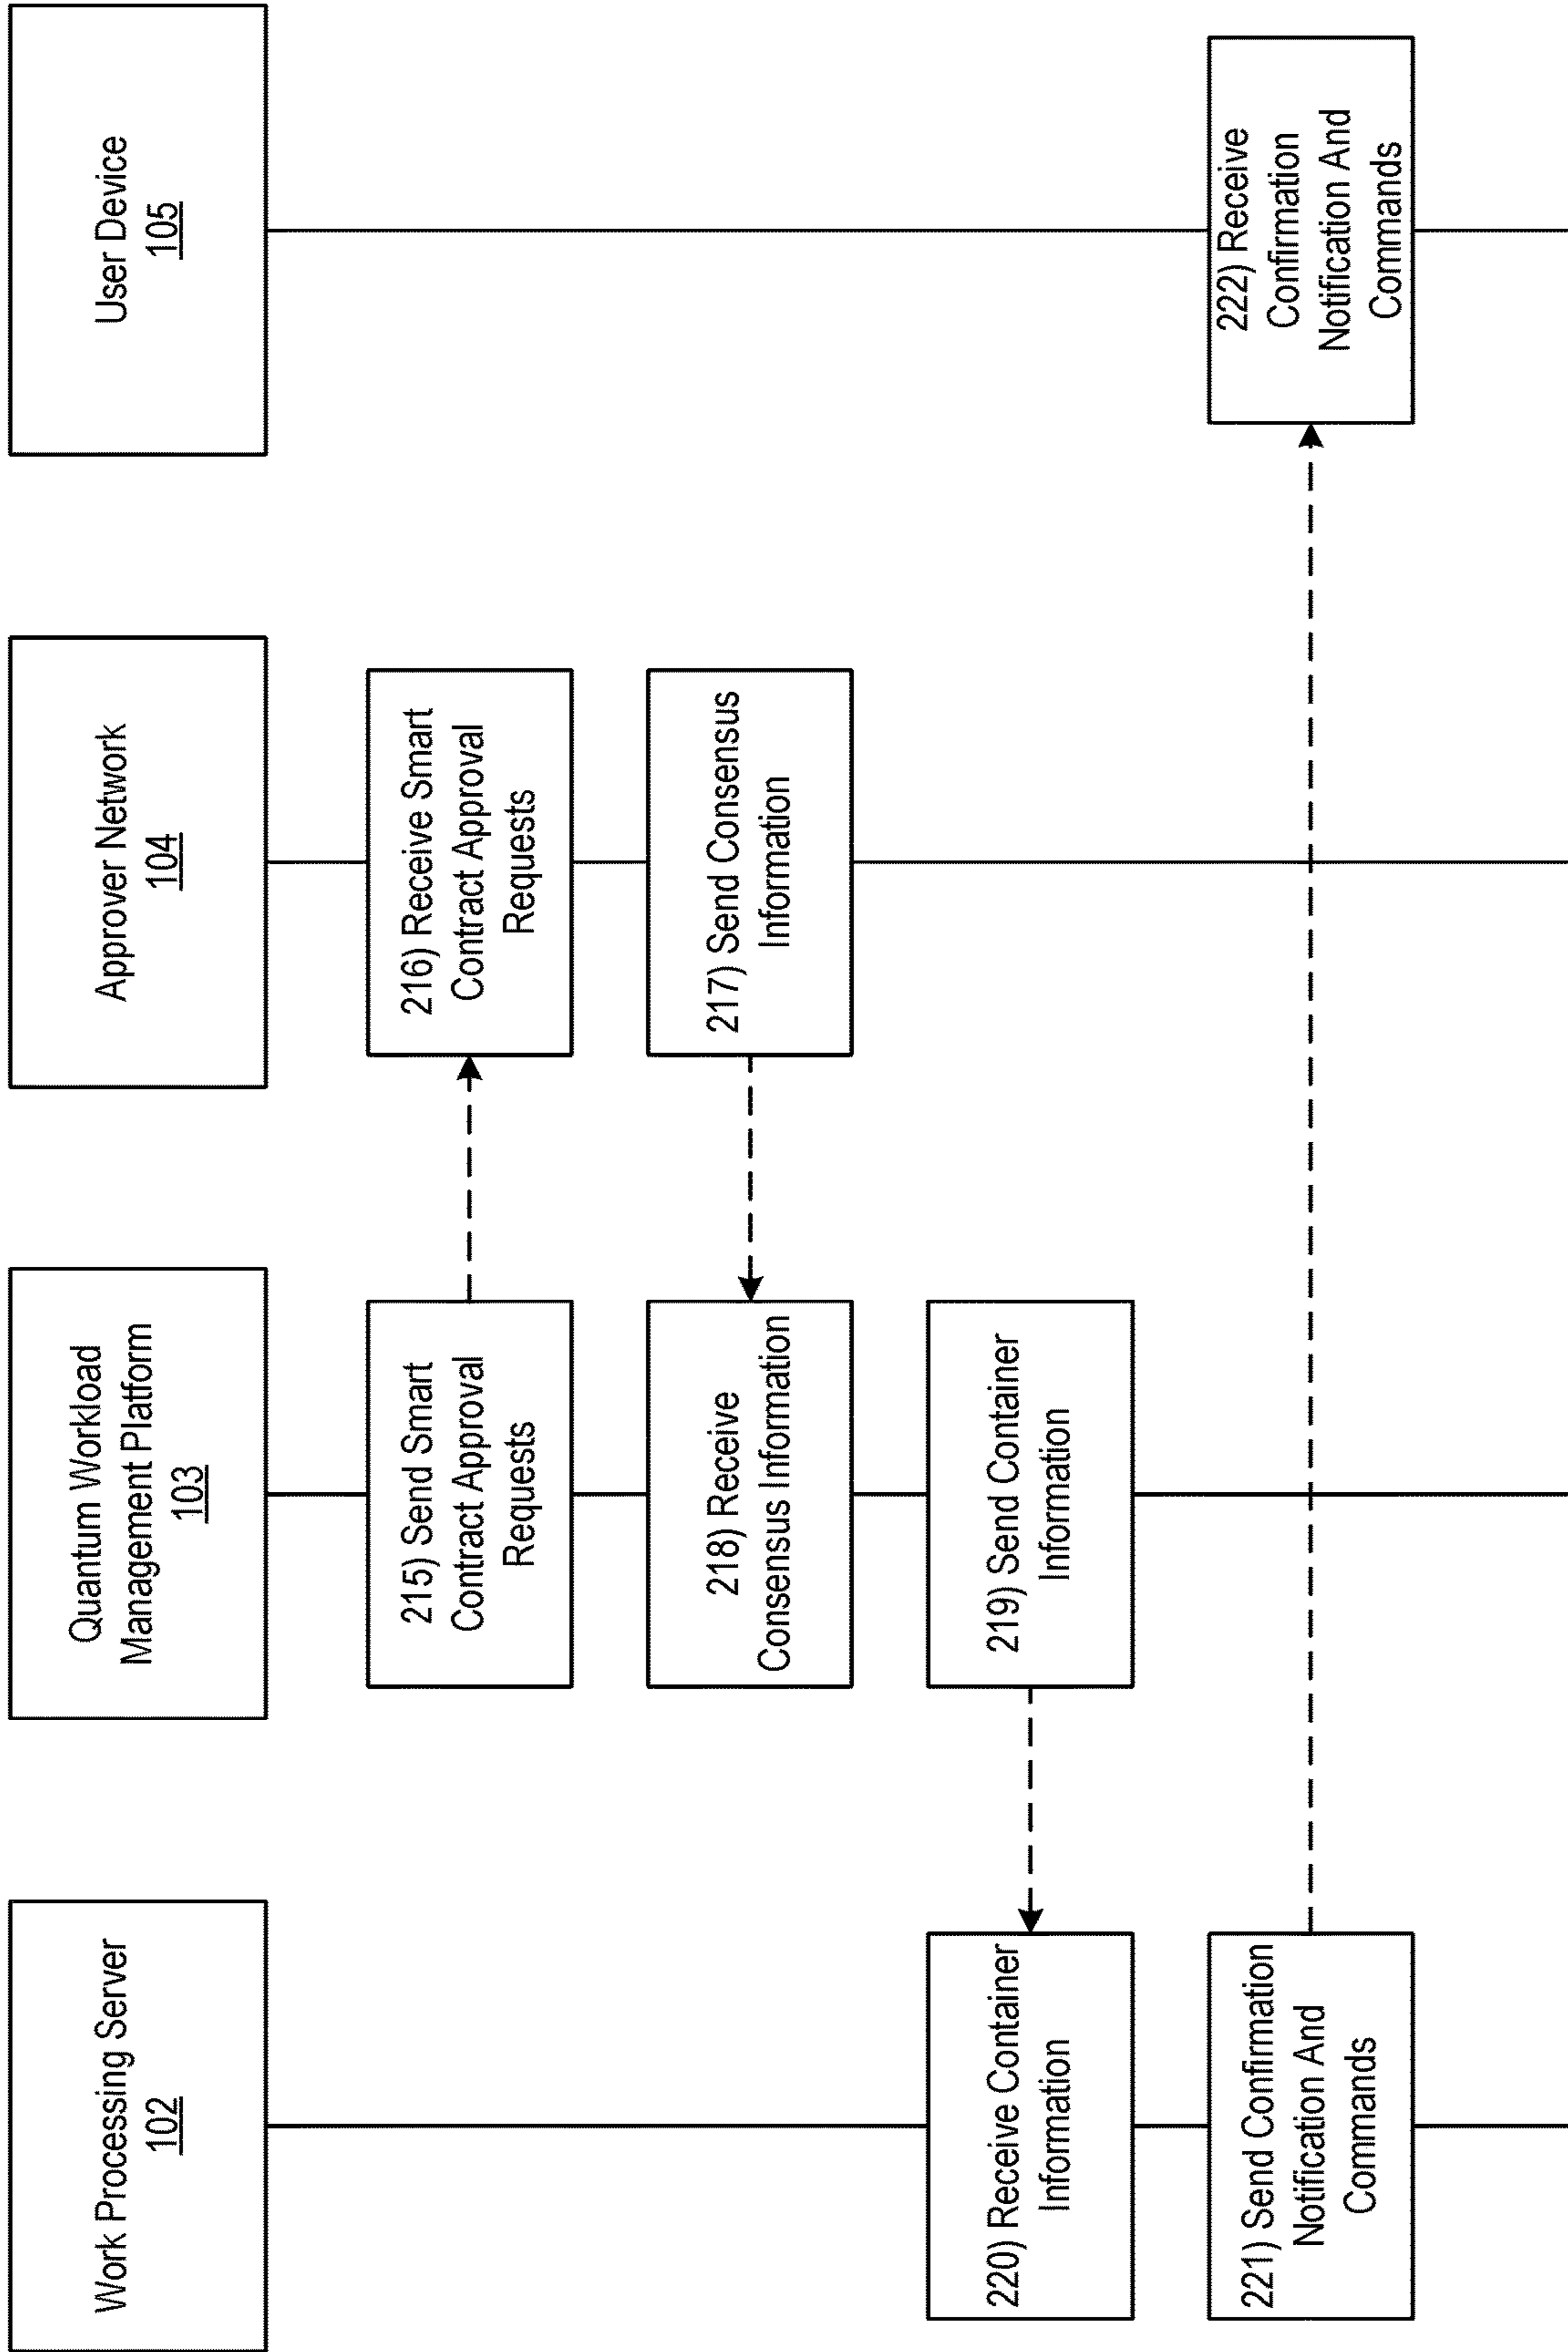 Work Processing Server
102
Quantum Workload
Management Platform
103
Approver Network
104
User Device
105
215) Send Smart
Contract Approval
Requests
216) Receive Smart
Contract Approval
Requests
218) Receive
Consensus Information
217) Send Consensus
Information
220) Receive Container
Information
219) Send Container
Information
221) Send Confirmation
Notification And
Commands
222) Receive
Confirmation
Notification And
Commands